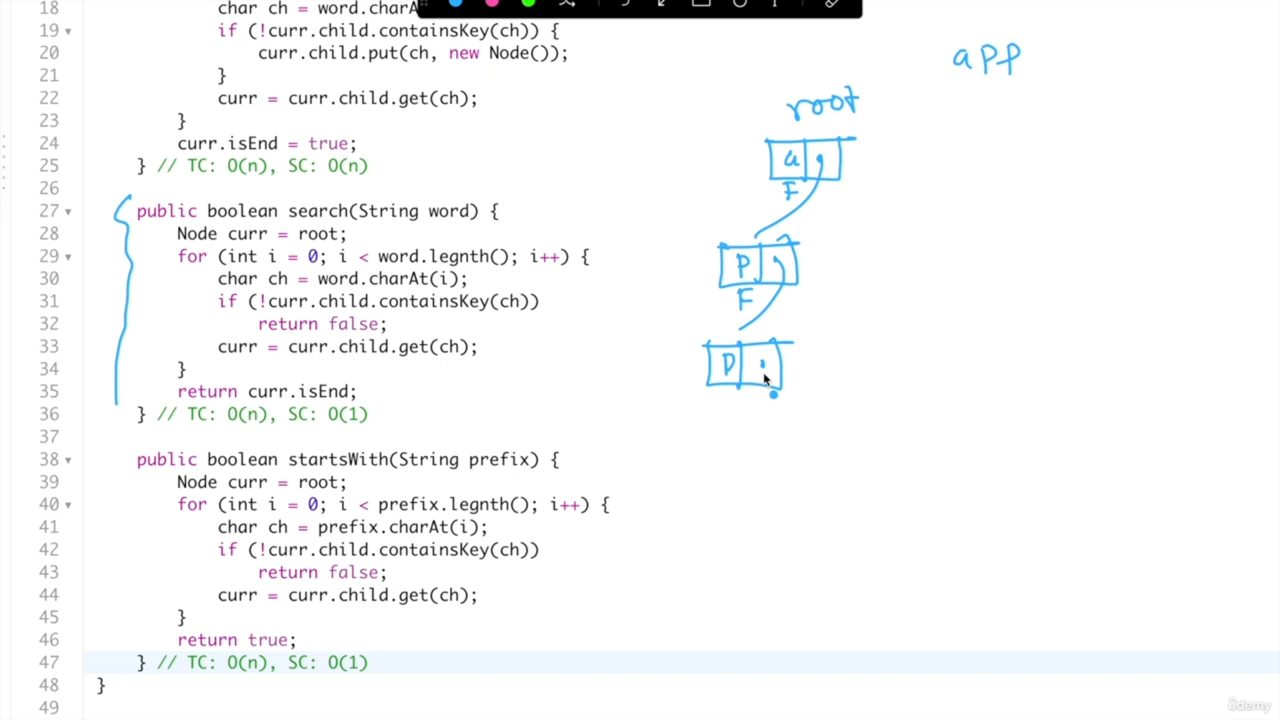 18 char ch = word.charA
19 if (!curr.child.containsKey(ch)) {
20 curr.child.put(ch, new Node());
21 }
22 curr = curr.child.get(ch);
23 }
24 curr.isEnd = true;
25 } // TC: O(n), SC: O(n)
26
27 public boolean search(String word) {
28 Node curr = root;
29 for (int i = 0; i < word.legnth(); i++) {
30 char ch = word.charAt(i);
31 if (!curr.child.containsKey(ch))
32 return false;
33 curr = curr.child.get(ch);
34 }
35 return curr.isEnd;
36 } // TC: O(n), SC: O(1)
37
38 public boolean startsWith(String prefix) {
39 Node curr = root;
40 for (int i = 0; i < prefix.legnth(); i++) {
41 char ch = prefix.charAt(i);
42 if (!curr.child.containsKey(ch))
43 return false;
44 curr = curr.child.get(ch);
45 }
46 return true;
47 } // TC: O(n), SC: O(1)
48 }
49
app
root
a
F
p
F
p
ûdemy